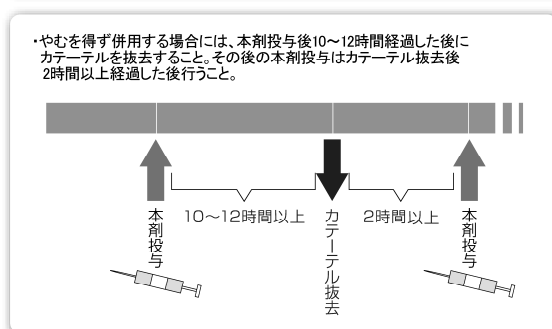 ・やむを得ず併用する場合には、本剤投与後10～12時間経過した後に
カテーテルを抜去すること。その後の本剤投与はカテーテル抜去後
2時間以上経過した後行うこと。
本剤投与
10～12時間以上
カテーテル抜去
2時間以上
本剤投与